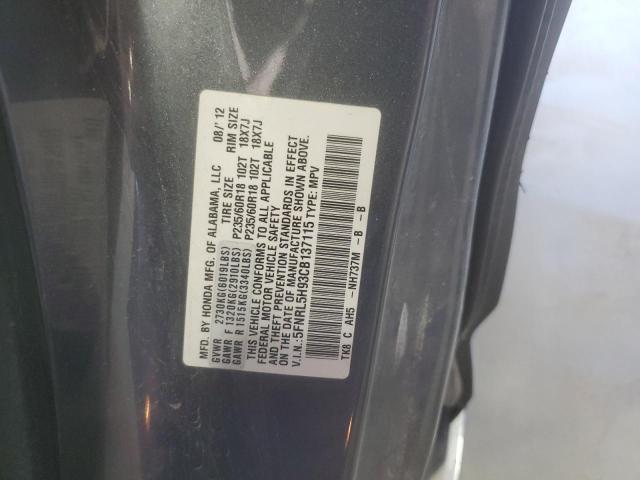 MFD. BY HONDA MFG. OF ALABAMA, LLC 08/'12
GVWR 2730KG(6019LBS) TIRE SIZE RIM SIZE
GAWR F 1320KG(2910LBS) P235/60R18 102T 18X7J
GAWR R 1515KG(3340LBS) P235/60R18 102T 18X7J
THIS VEHICLE CONFORMS TO ALL APPLICABLE
FEDERAL MOTOR VEHICLE SAFETY
AND THEFT PREVENTION STANDARDS IN EFFECT
ON THE DATE OF MANUFACTURE SHOWN ABOVE.
V.I.N.: 5FNRL5H93CB137115 TYPE: MPV
TK8 C AH5 -NH737M -B -B